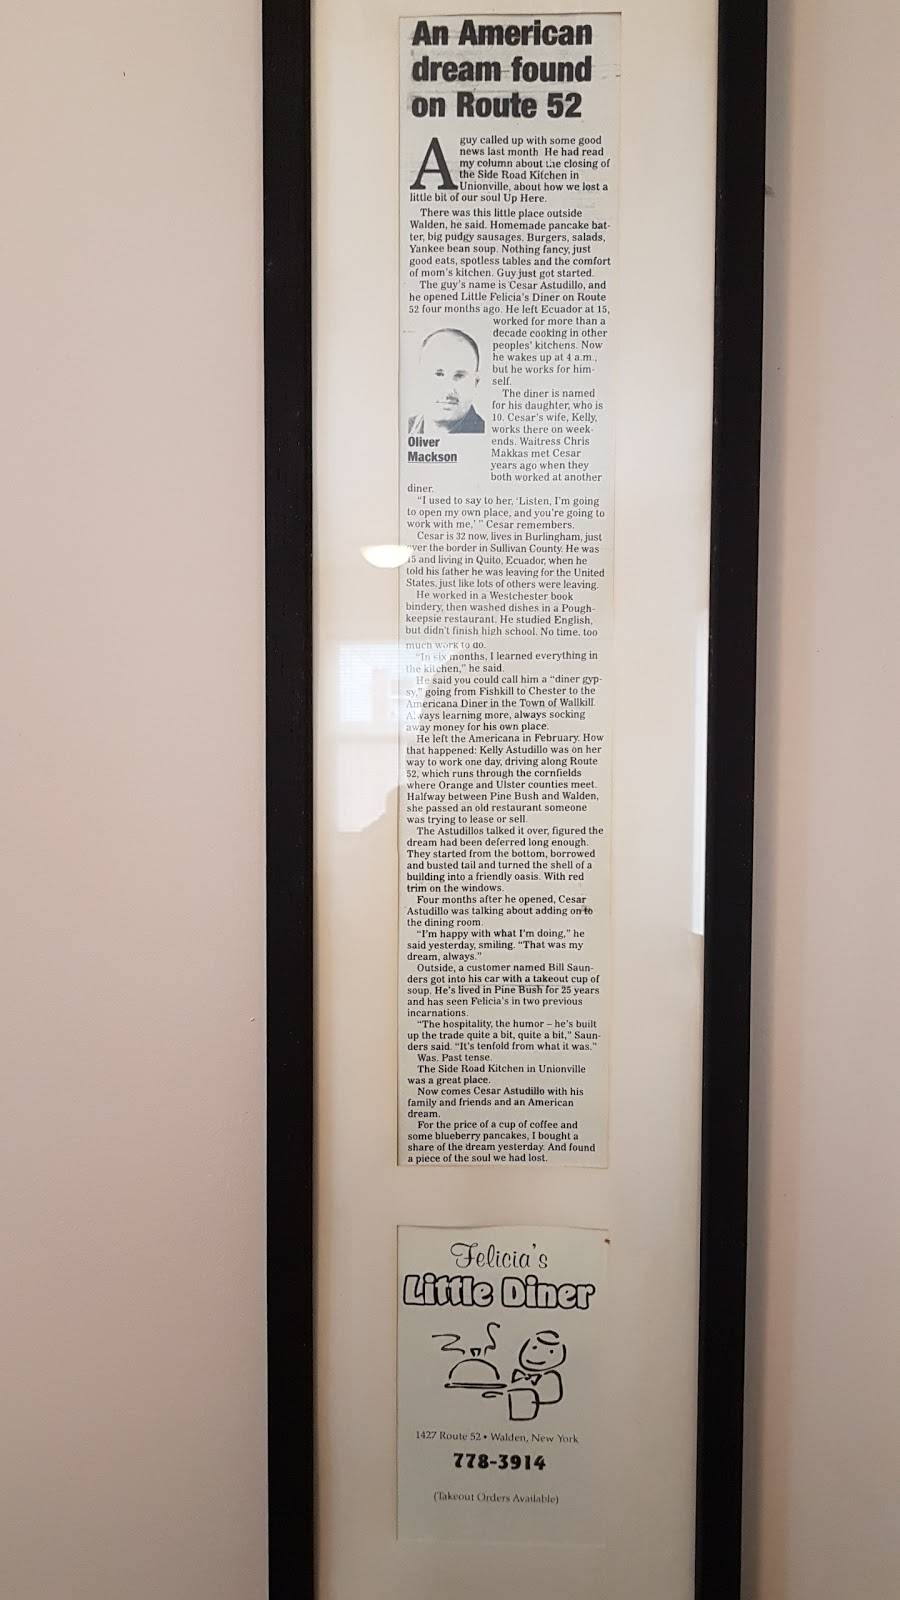 An American
dream found
on Route 52
A guy called up with some good
news last month. He had read
my column about the closing of
the Side Road Kitchen in
Unionville, about how we lost a
little bit of our soul Up Here.
There was this little place outside
Walden, he said. Homemade pancake bat-
ter, big pudgy sausages. Burgers, salads,
Yankee bean soup. Nothing fancy, just
good eats, spotless tables and the comfort
of mom's kitchen. Guy just got started.
The guy's name is Cesar Astudillo, and
he opened Little Felicia's Diner on Route
52 four months ago. He left Ecuador at 15,
worked for more than a
decade cooking in other
peoples' kitchens. Now
he wakes up at 4 a.m.,
but he works for him-
self.
The diner is named
for his daughter, who is
10. Cesar's wife, Kelly,
works there on week-
ends. Waitress Chris
Makkas met Cesar
years ago when they
both worked at another
diner.
Oliver
Mackson
"I used to say to her, 'Listen, I'm going
to open my own place, and you're going to
work with me,' " Cesar remembers.
Cesar is 32 now, lives in Burlingham, just
over the border in Sullivan County. He was
15 and living in Quito, Ecuador, when he
told his father he was leaving for the United
States, just like lots of others were leaving.
He worked in a Westchester book
bindery, then washed dishes in a Pough-
keepsie restaurant. He studied English,
but didn't finish high school. No time, too
much work to do.
"In six months, I learned everything in
the kitchen," he said.
He said you could call him a "diner gyp-
sy," going from Fishkill to Chester to the
Americana Diner in the Town of Wallkill.
Always learning more, always socking
away money for his own place.
He left the Americana in February. How
that happened: Kelly Astudillo was on her
way to work one day, driving along Route
52, which runs through the cornfields
where Orange and Ulster counties meet.
Halfway between Pine Bush and Walden,
she passed an old restaurant someone
was trying to lease or sell.
The Astudillos talked it over, figured the
dream had been deferred long enough.
They started from the bottom, borrowed
and busted tail and turned the shell of a
building into a friendly oasis. With red
trim on the windows.
Four months after he opened, Cesar
Astudillo was talking about adding on to
the dining room.
"I'm happy with what I'm doing," he
said yesterday, smiling. "That was my
dream, always."
Outside, a customer named Bill Saun-
ders got into his car with a takeout cup of
soup. He's lived in Pine Bush for 25 years
and has seen Felicia's in two previous
incarnations.
"The hospitality, the humor – he's built
up the trade quite a bit, quite a bit," Saun-
ders said. "It's tenfold from what it was."
Was. Past tense.
The Side Road Kitchen in Unionville
was a great place.
Now comes Cesar Astudillo with his
family and friends and an American
dream.
For the price of a cup of coffee and
some blueberry pancakes, I bought a
share of the dream yesterday. And found
a piece of the soul we had lost.
Felicia's
Little Diner
1427 Route 52 • Walden, New York
778-3914
(Takeout Orders Available)